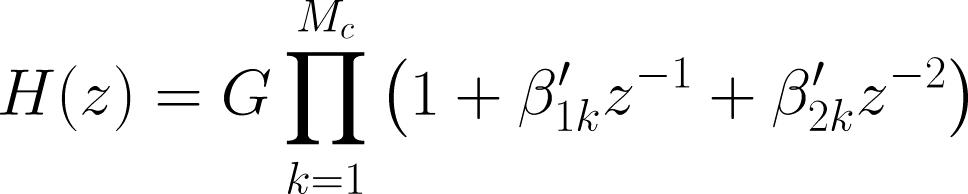 H(z) = G \prod_{k=1}^{M_c} \left(1 + \beta'_{1k} z^{-1} + \beta'_{2k} z^{-2}\right)